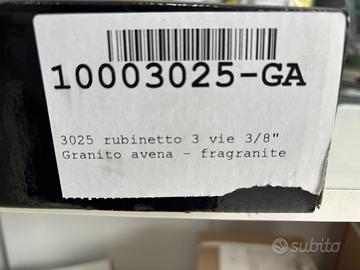 10003025-GA
3025 rubinetto 3 vie 3/8"
Granito avena - fragranite
subito